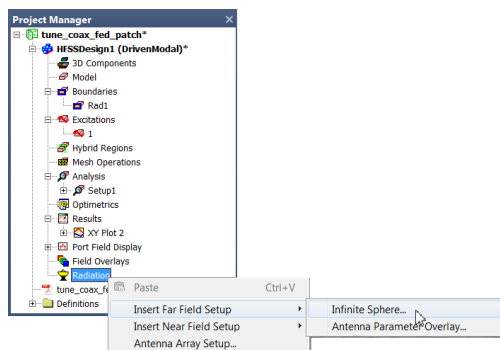 Project Manager
tune_coax_fed_patch*
HFSSDesign1 (DrivenModal)*
3D Components
Model
Boundaries
Rad1
Excitations
1
Hybrid Regions
Mesh Operations
Analysis
Setup1
Optimetrics
Results
XY Plot 2
Port Field Display
Field Overlays
Radiation
tune_coax_fe
Definitions
Paste Ctrl+V
Insert Far Field Setup
Insert Near Field Setup
Antenna Array Setup...
Infinite Sphere...
Antenna Parameter Overlay...